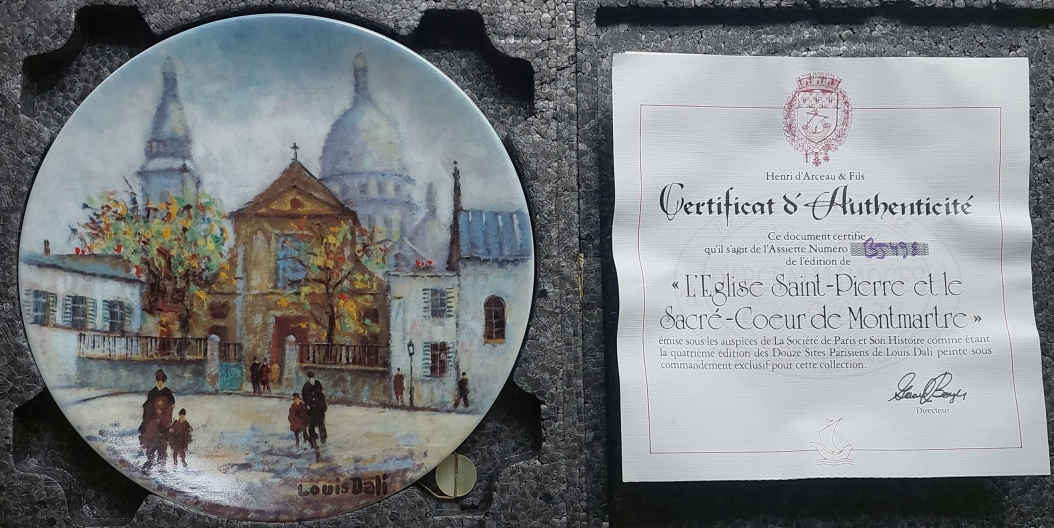 Louis Dali
Henri d'Arceau & Fils
Certificat d'Authenticité
Ce document certifie
qu'il s'agit de l'Assiette Numéro
de l'édition de
« L'Eglise Saint-Pierre et le
Sacré-Coeur de Montmartre »
émise sous les auspices de La Société de Paris et Son Histoire comme étant
la quatrième édition des Douze Sites Parisiens de Louis Dali peinte sous
commandement exclusif pour cette collection.
Directeur